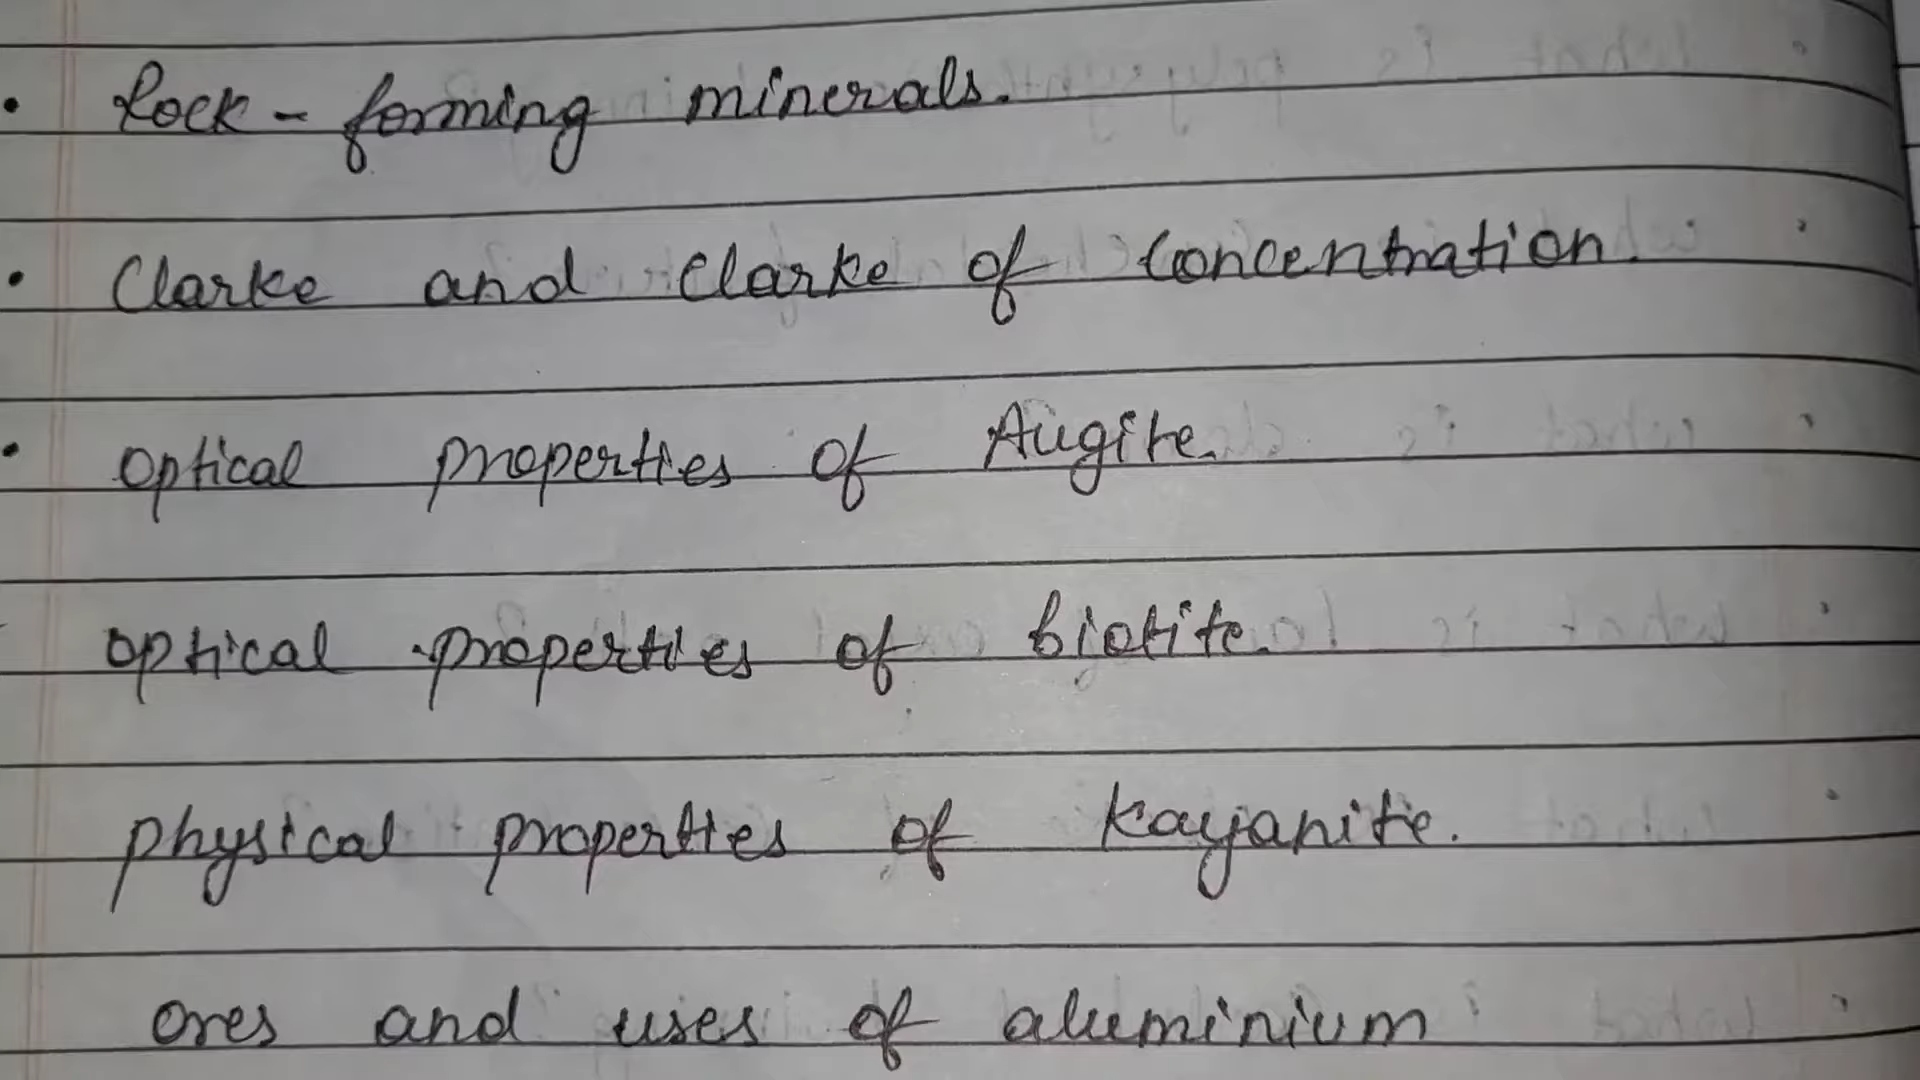 • Rock - forming minerals.
• Clarke and Clarke of Concentration.
• Optical properties of Augite.
Optical properties of biotite.
physical properties of kayanite.
ores and uses of aluminium